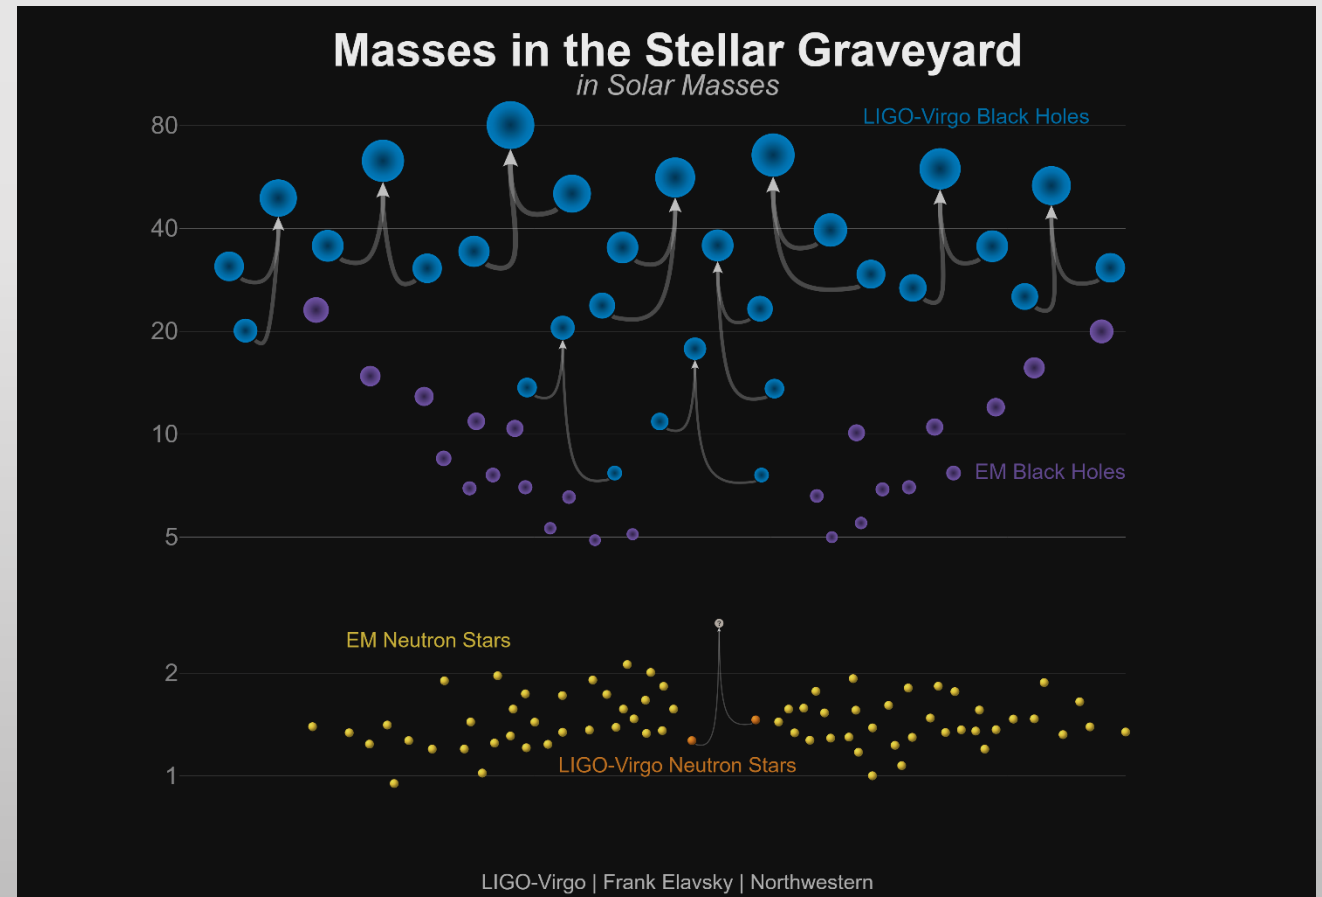 Masses in the Stellar Graveyard
in Solar Masses
LIGO-Virgo Black Holes
80
40
20
10
EM Black Holes
5
EM Neutron Stars
?
2
LIGO-Virgo Neutron Stars
1
LIGO-Virgo | Frank Elavsky | Northwestern